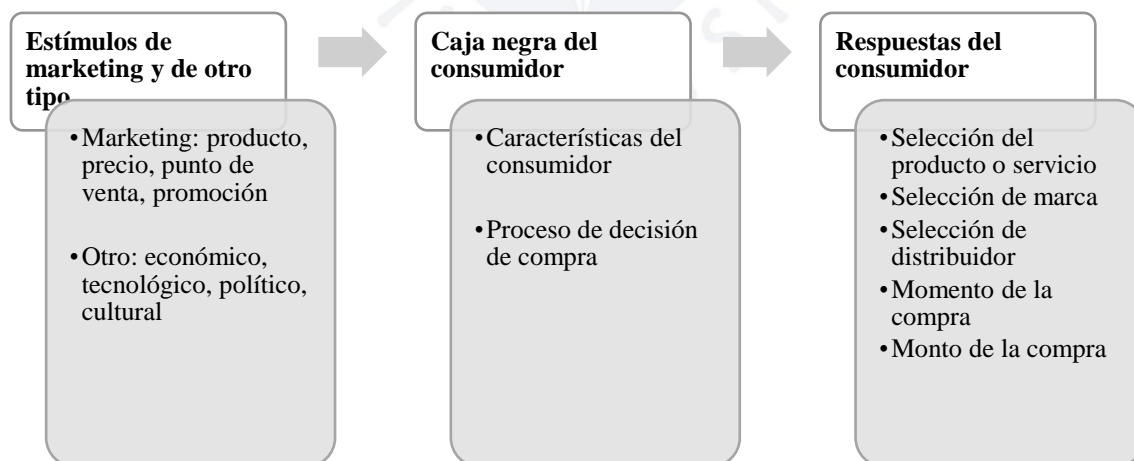 Estímulos de
marketing y de otro
tipo
•Marketing: producto,
precio, punto de
venta, promoción
•Otro: económico,
tecnológico, político,
cultural
Caja negra del
consumidor
•Características del
consumidor
•Proceso de decisión
de compra
Respuestas del
consumidor
•Selección del
producto o servicio
•Selección de marca
•Selección de
distribuidor
•Momento de la
compra
•Monto de la compra